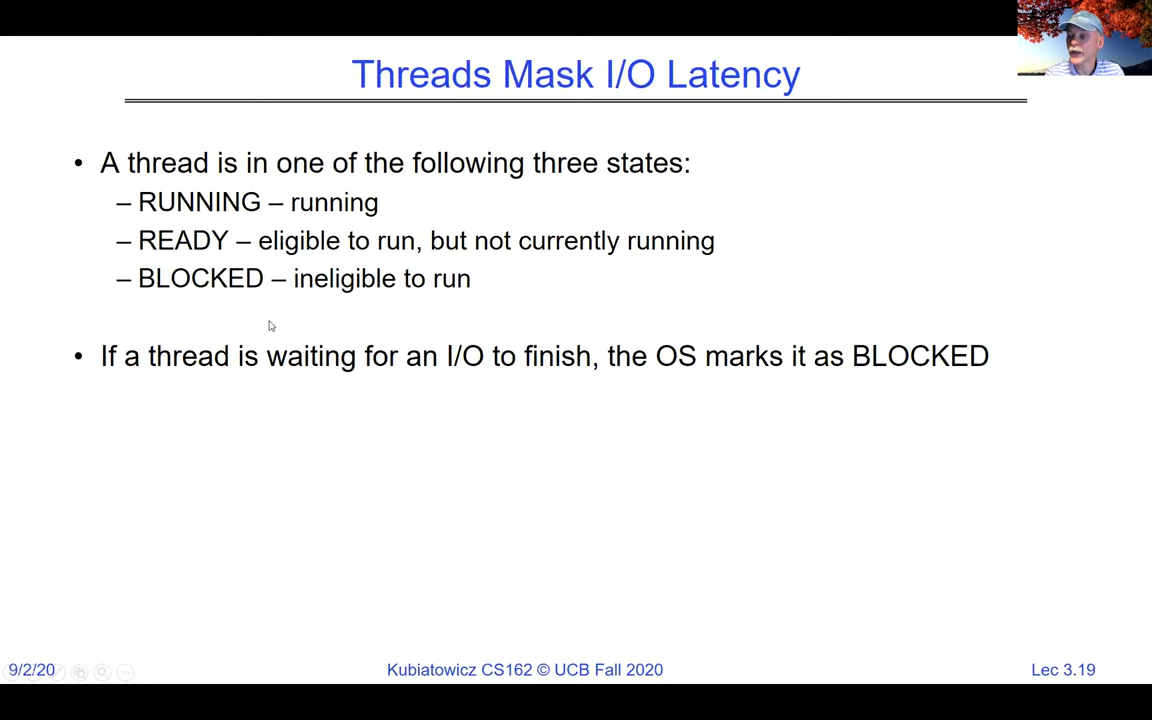 Threads Mask I/O Latency
• A thread is in one of the following three states:
– RUNNING – running
– READY – eligible to run, but not currently running
– BLOCKED – ineligible to run
• If a thread is waiting for an I/O to finish, the OS marks it as BLOCKED
9/2/20
Kubiatowicz CS162 © UCB Fall 2020
Lec 3.19